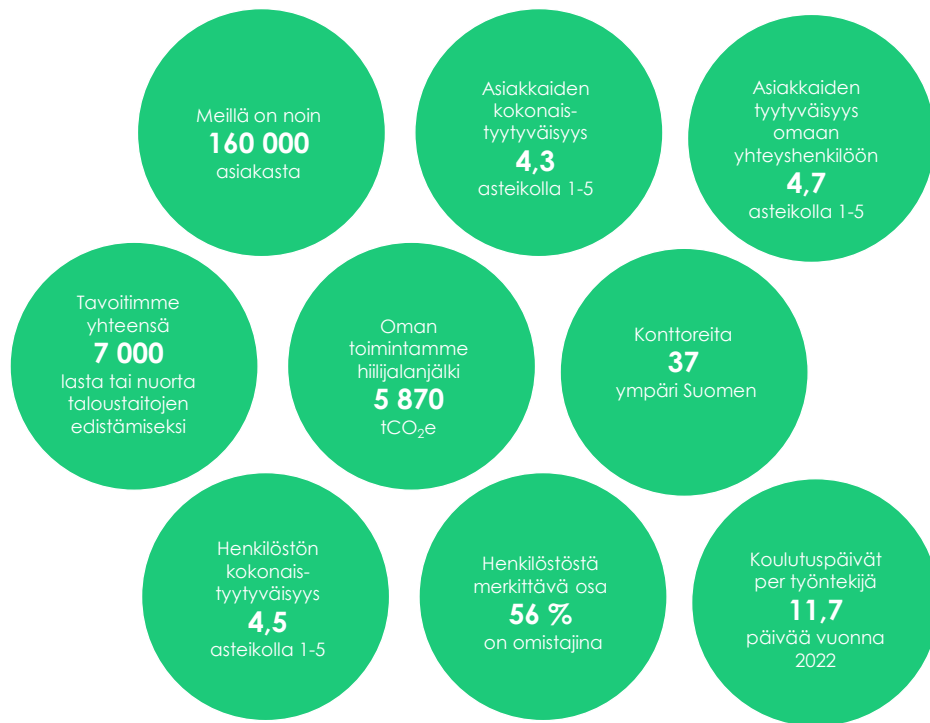 Meillä on noin
160 000
asiakasta
Asiakkaiden
kokonais-
tyytyväisyys
4,3
asteikolla 1-5
Asiakkaiden
tyytyväisyys
omaan
yhteyshenkilöön
4,7
asteikolla 1-5
Tavoitimme
yhteensä
7 000
lasta tai nuorta
taloustaitojen
edistämiseksi
Oman
toimintamme
hiilijalanjälki
5 870
tCO₂e
Konttoreita
37
ympäri Suomen
Henkilöstön
kokonais-
tyytyväisyys
4,5
asteikolla 1-5
Henkilöstöstä
merkittävä osa
56 %
on omistajina
Koulutuspäivät
per työntekijä
11,7
päivää vuonna
2022